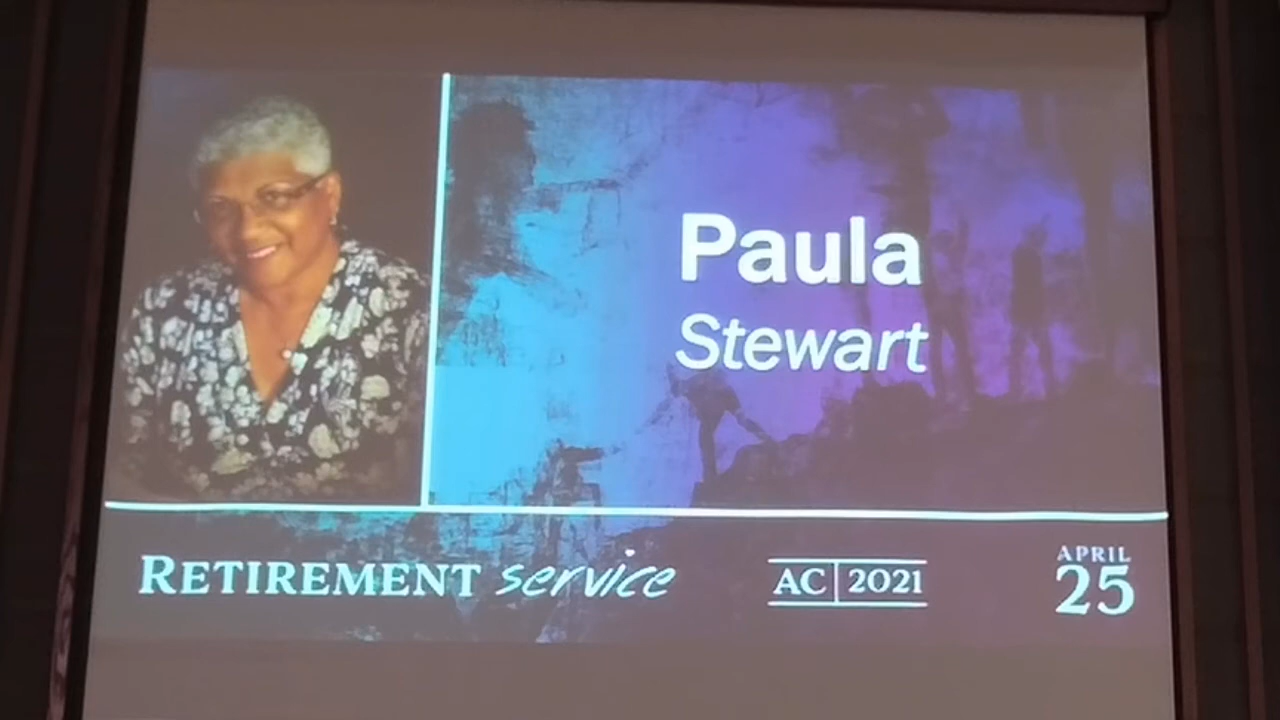 Paula
Stewart
RETIREMENT service
AC 2021
APRIL
25